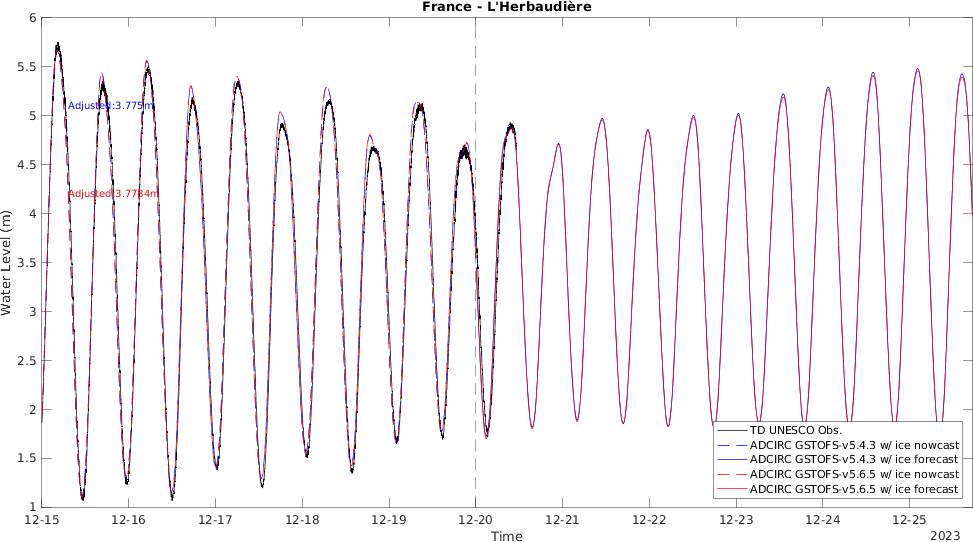 France - L'Herbaudière
Water Level (m)
6
5.5
5
4.5
4
3.5
3
2.5
2
1.5
1
Adjusted:3.775m
Adjusted:3.7784m
TD UNESCO Obs.
ADCIRC GSTOFS-v5.4.3 w/ ice nowcast
ADCIRC GSTOFS-v5.4.3 w/ ice forecast
ADCIRC GSTOFS-v5.6.5 w/ ice nowcast
ADCIRC GSTOFS-v5.6.5 w/ ice forecast
12-15 12-16 12-17 12-18 12-19 12-20 12-21 12-22 12-23 12-24 12-25
Time
2023